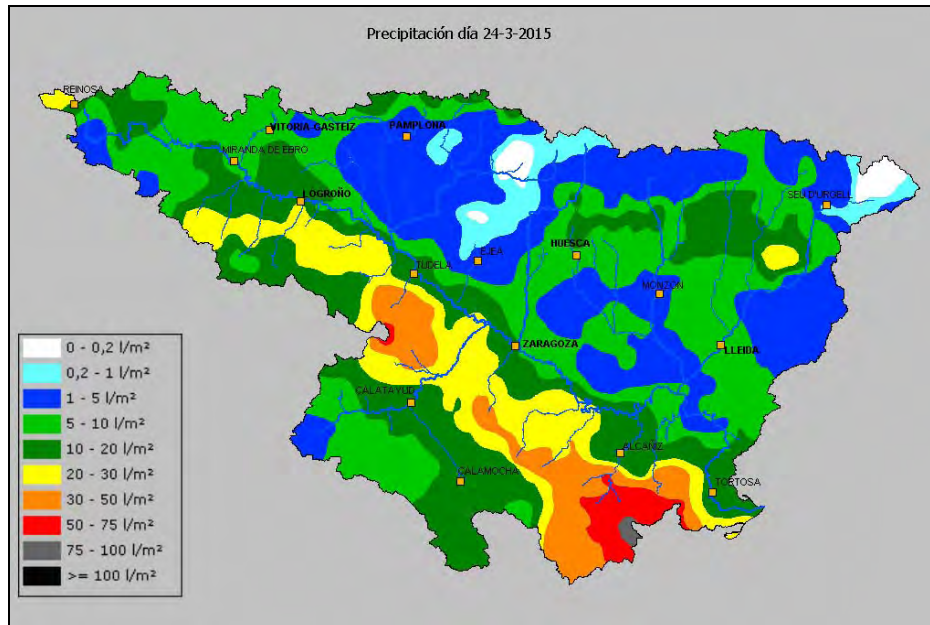 Precipitación día 24-3-2015
REINOSA
VITORIA-GASTEIZ
PAMPLONA
MIRANDA DE EBRO
LOGROÑO
SEU D'URGELL
EJEA
HUESCA
TUDELA
MONZÓN
ZARAGOZA
LLEIDA
CALATAYUD
ALCAÑIZ
CALAMOCHA
TORTOSA
0 - 0,2 l/m²
0,2 - 1 l/m²
1 - 5 l/m²
5 - 10 l/m²
10 - 20 l/m²
20 - 30 l/m²
30 - 50 l/m²
50 - 75 l/m²
75 - 100 l/m²
>= 100 l/m²